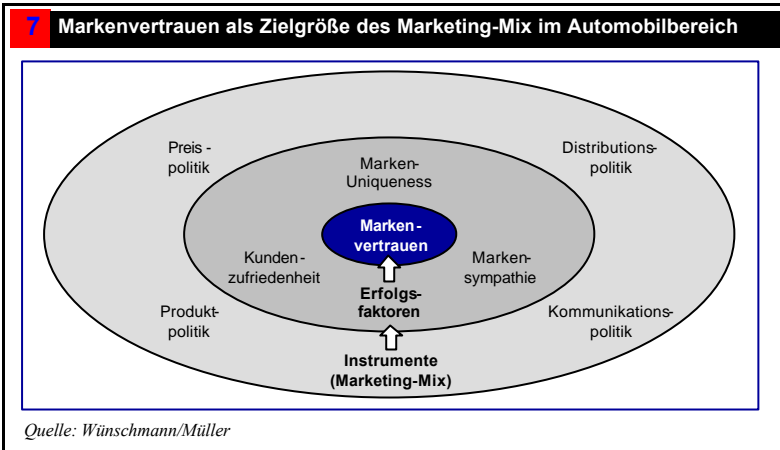 7 Markenvertrauen als Zielgröße des Marketing-Mix im Automobilbereich
Preis -
politik
Distributions-
politik
Marken-
Uniqueness
Marken -
vertrauen
Kunden -
zufriedenheit
Marken-
sympathie
Erfolgs-
faktoren
Produkt-
politik
Kommunikations-
politik
Instrumente
(Marketing-Mix)
Quelle: Wünschmann/Müller